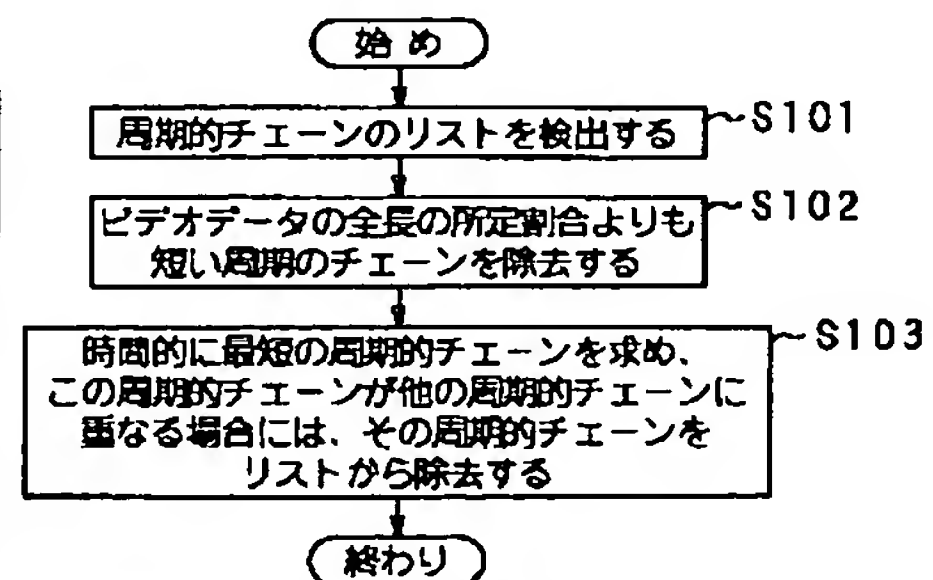 始 め
周期的チェーンのリストを検出する
~S101
ビデオデータの全長の所定割合よりも
短い周期のチェーンを除去する
~S102
時間的に最短の周期的チェーンを求め、
この周期的チェーンが他の周期的チェーンに
重なる場合には、その周期的チェーンを
リストから除去する
~S103
終わり